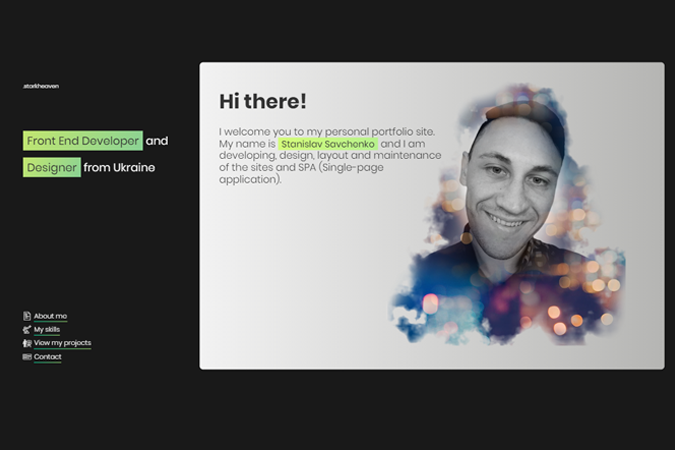 .starkheaven
Front End Developer and
Designer from Ukraine
About me
My skills
View my projects
Contact
Hi there!
I welcome you to my personal portfolio site.
My name is Stanislav Savchenko and I am
developing, design, layout and maintenance
of the sites and SPA (Single-page
application).